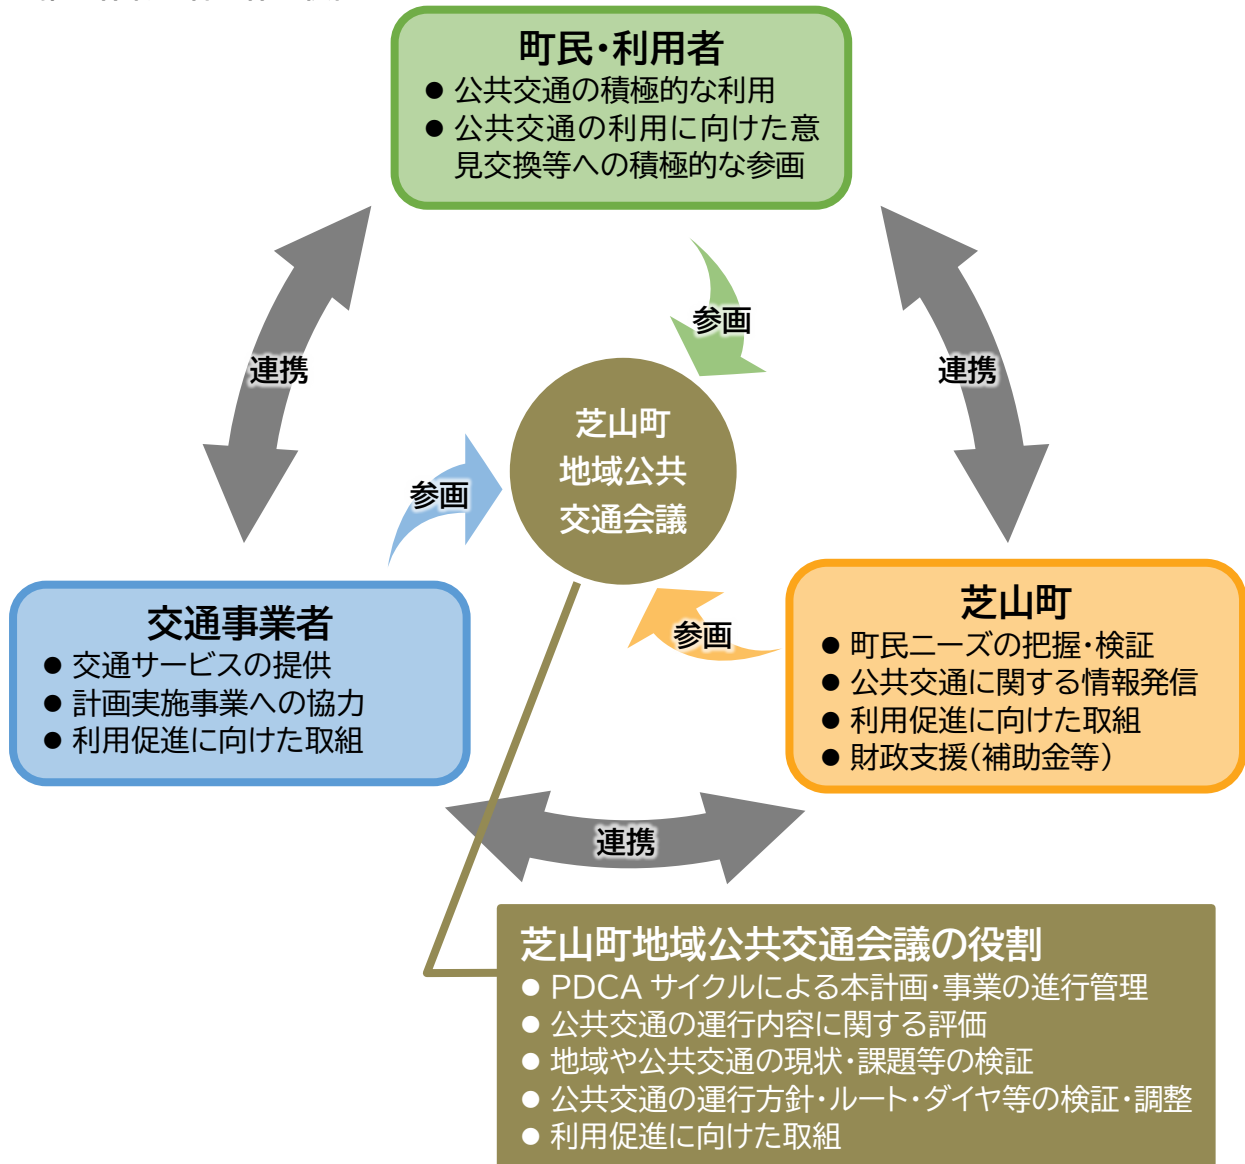 町民・利用者
● 公共交通の積極的な利用
● 公共交通の利用に向けた意
見交換等への積極的な参画
参画
連携
連携
芝山町
地域公共
交通会議
参画
参画
交通事業者
● 交通サービスの提供
● 計画実施事業への協力
● 利用促進に向けた取組
芝山町
● 町民ニーズの把握・検証
● 公共交通に関する情報発信
● 利用促進に向けた取組
● 財政支援(補助金等)
連携
芝山町地域公共交通会議の役割
● PDCA サイクルによる本計画・事業の進行管理
● 公共交通の運行内容に関する評価
● 地域や公共交通の現状・課題等の検証
● 公共交通の運行方針・ルート・ダイヤ等の検証・調整
● 利用促進に向けた取組